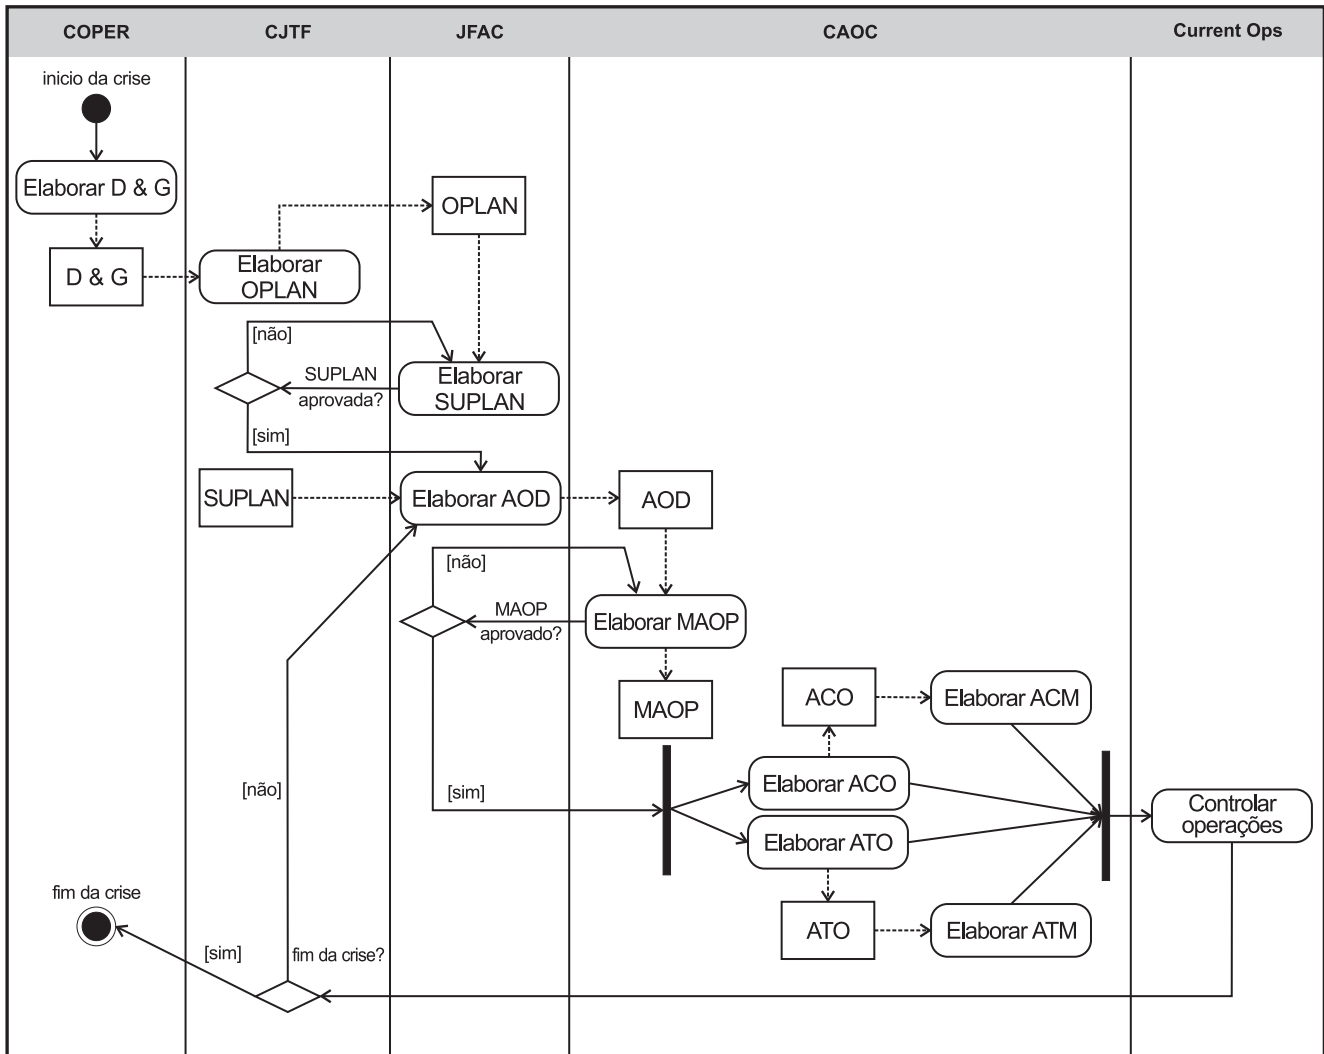 COPER
CJTF
JFAC
CAOC
Current Ops
inicio da crise
Elaborar D & G
D & G
Elaborar
OPLAN
OPLAN
[não]
SUPLAN
aprovada?
Elaborar
SUPLAN
[sim]
SUPLAN
Elaborar AOD
AOD
[não]
MAOP
aprovado?
Elaborar MAOP
MAOP
ACO
Elaborar ACM
[não]
[sim]
Elaborar ACO
Elaborar ATO
Controlar
operações
fim da crise
ATO
Elaborar ATM
[sim]
fim da crise?